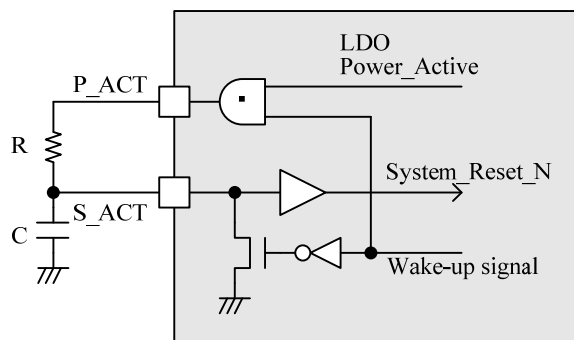 LDO
Power_Active
P_ACT
R
System_Reset_N
S_ACT
C
Wake-up signal